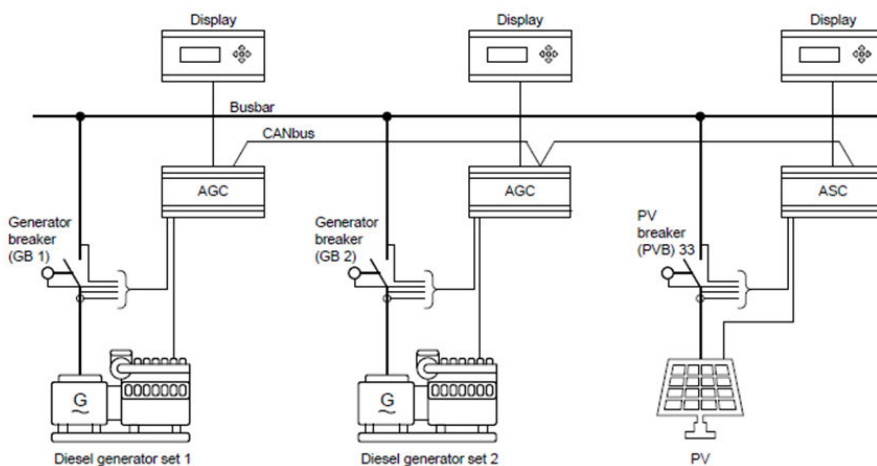 Display
Display
Display
Busbar
CANbus
AGC
AGC
ASC
Generator
breaker
(GB 1)
Generator
breaker
(GB 2)
PV
breaker
(PVB) 33
G
~
G
~
Diesel generator set 1
Diesel generator set 2
PV